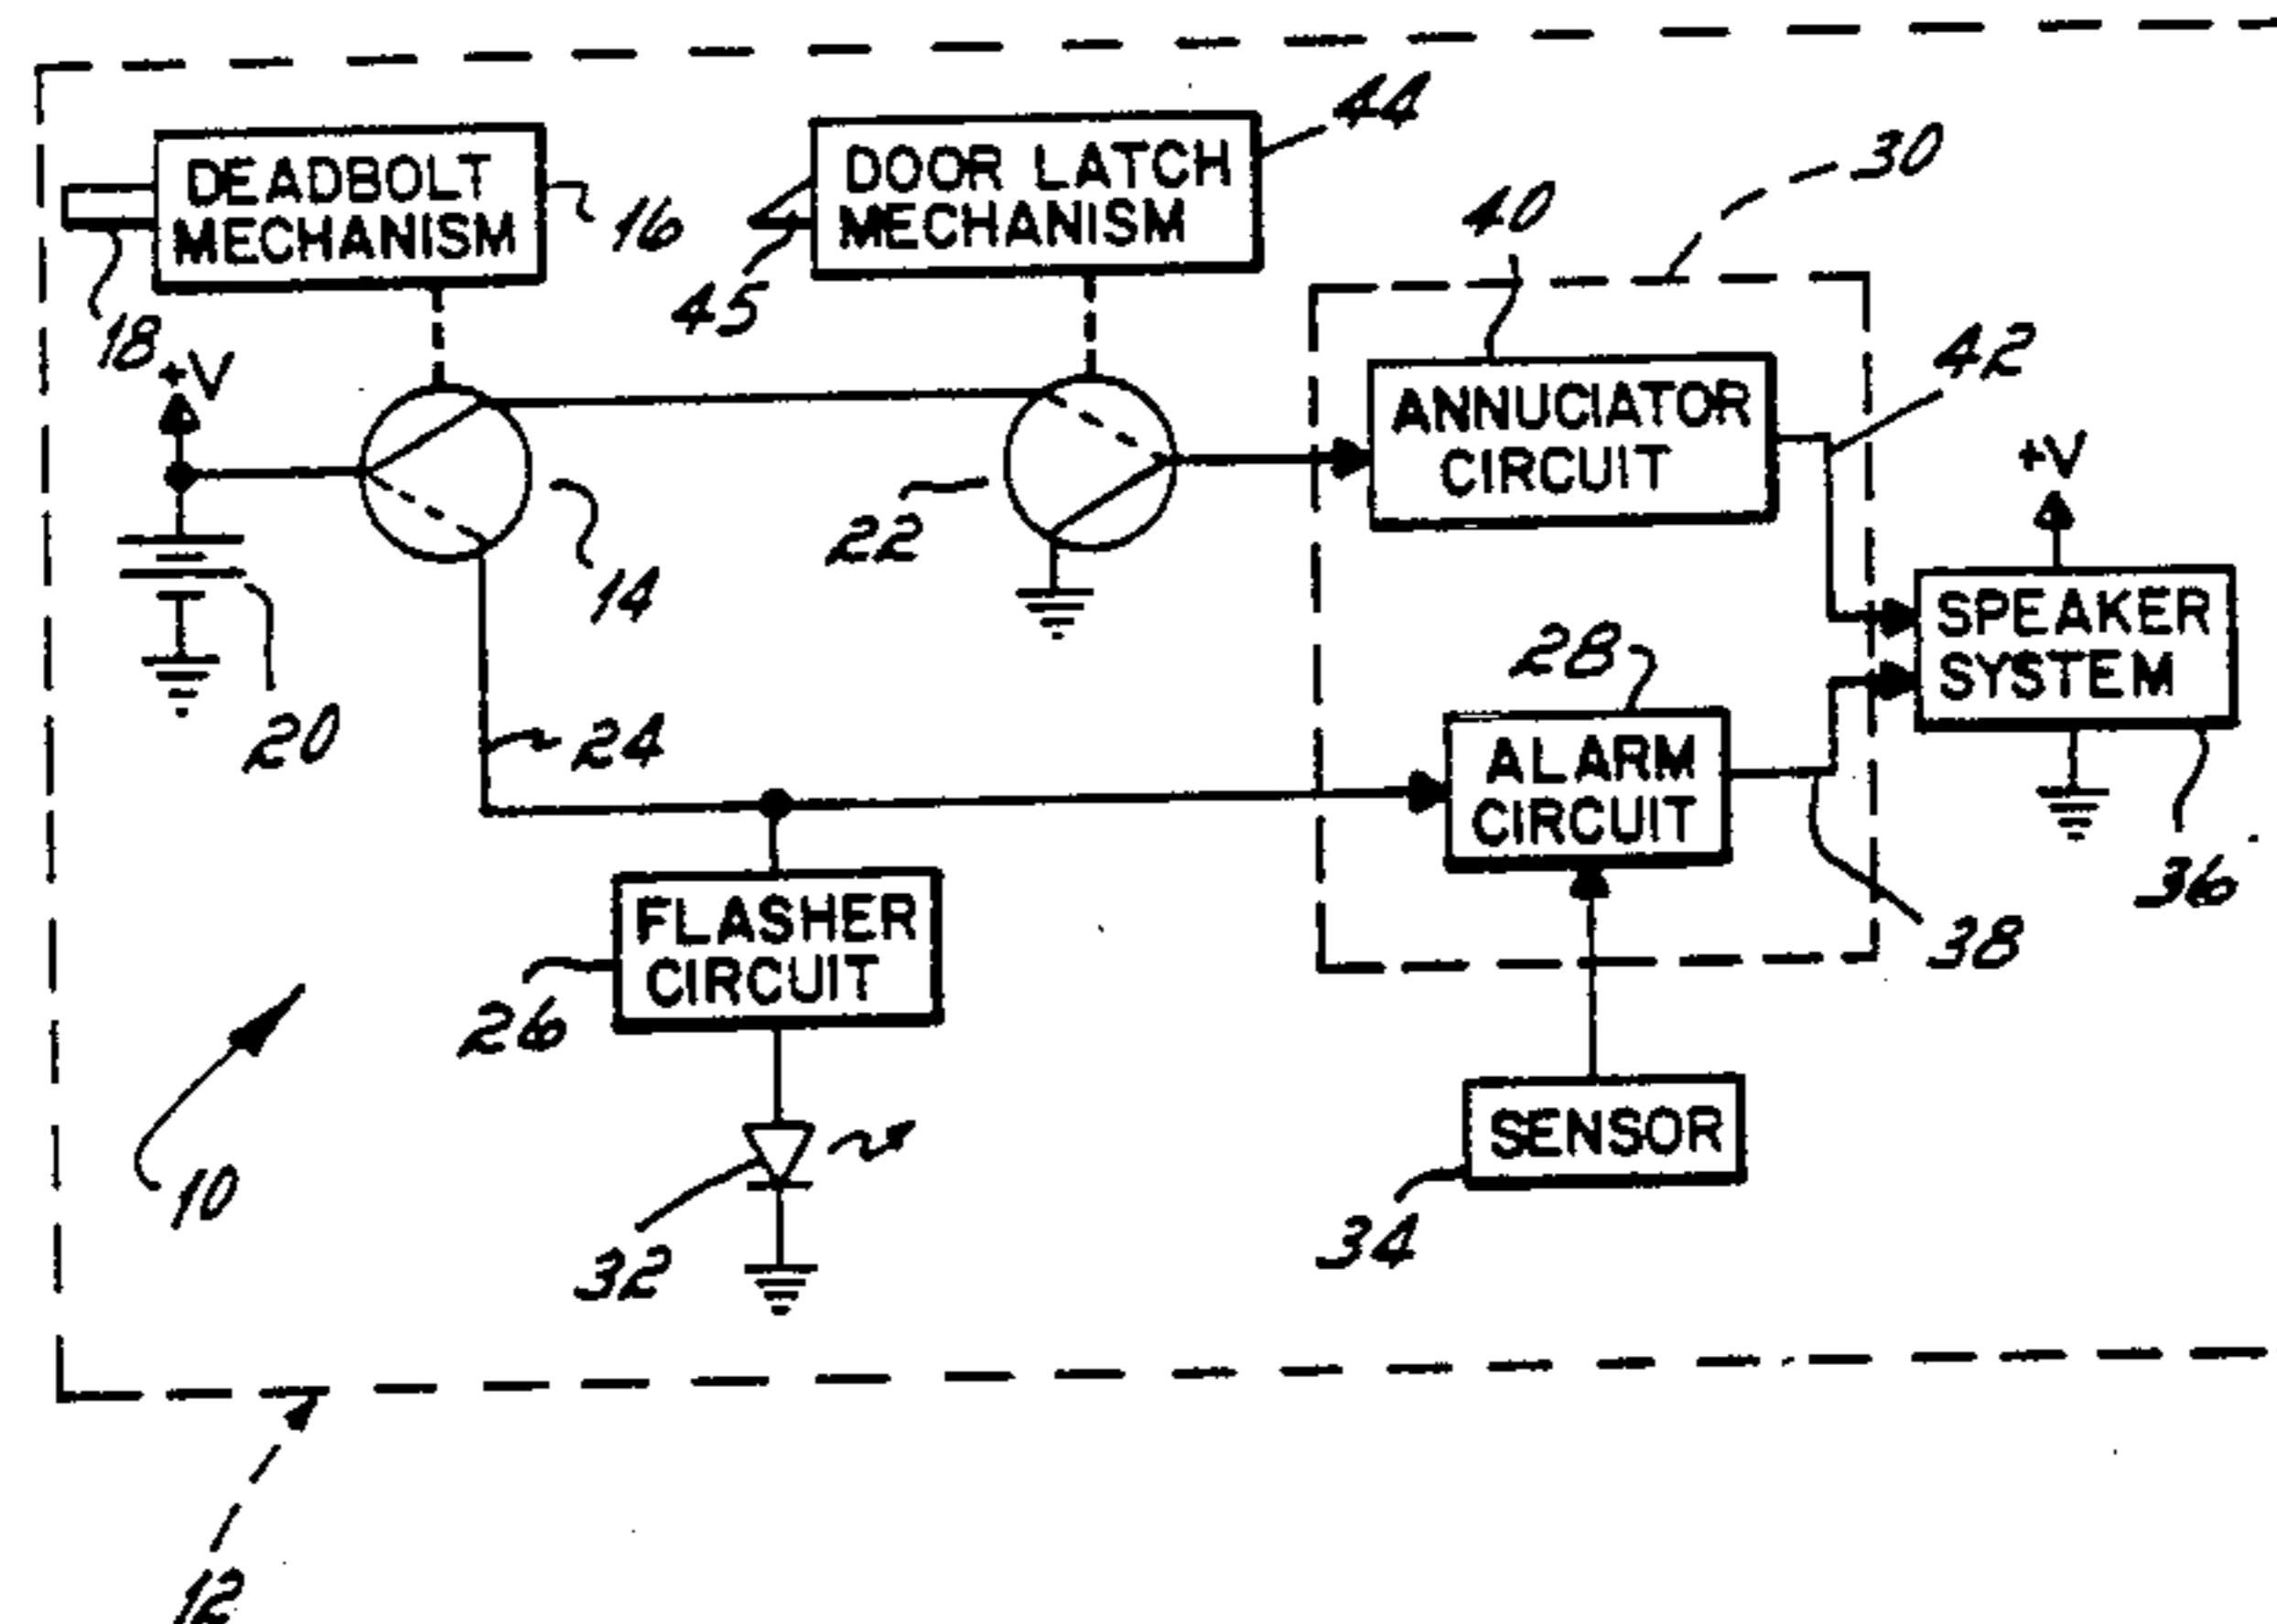 44
30
DEADBOLT
MECHANISM
16
DOOR LATCH
MECHANISM
45
40
18
+V
42
ANNUCIATOR
CIRCUIT
+V
22
14
SPEAKER
SYSTEM
28
20
24
ALARM
CIRCUIT
36
FLASHER
CIRCUIT
38
26
SENSOR
10
34
32
12